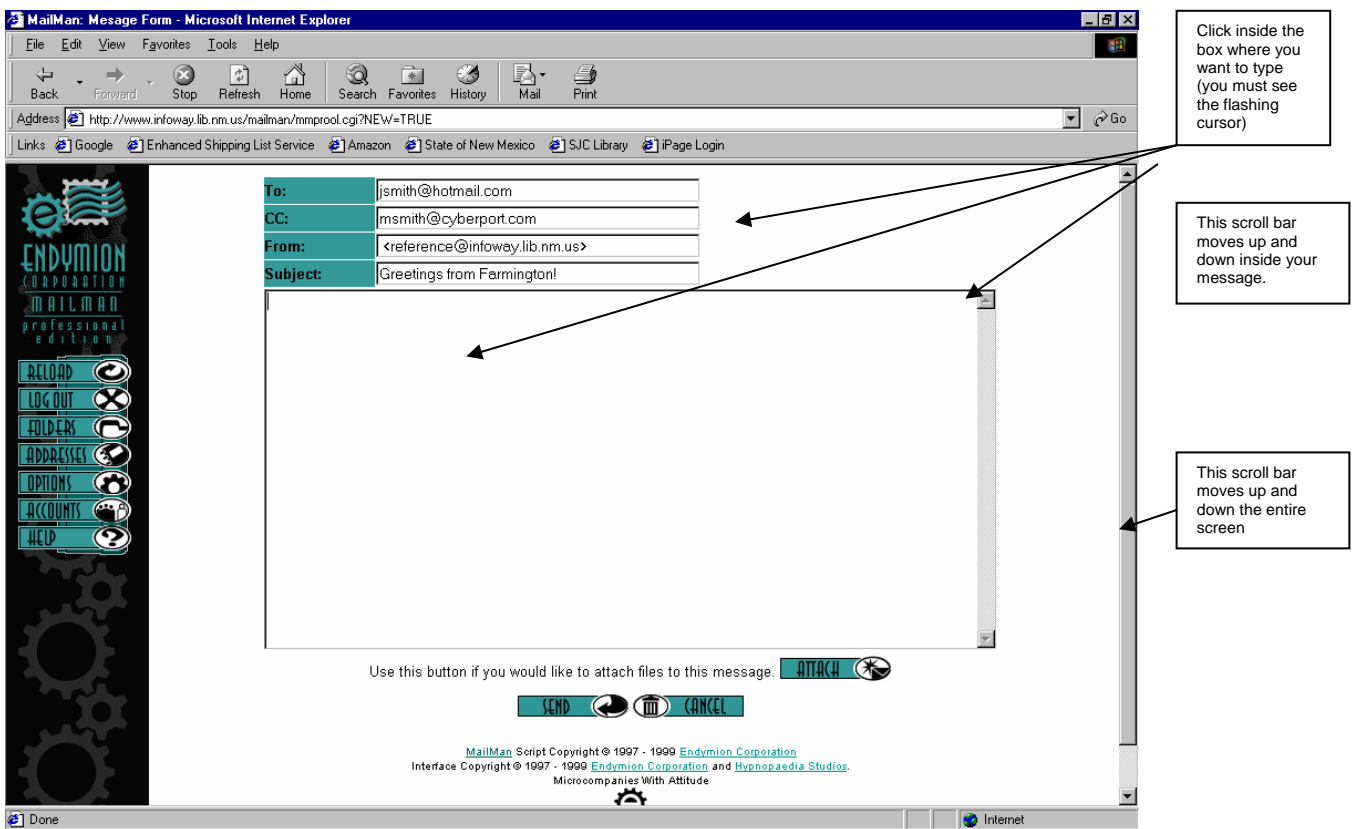 MailMan: Mesage Form - Microsoft Internet Explorer
File Edit View Favorites Tools Help
Back Forward Stop Refresh Home Search Favorites History Mail Print
Address http://www.infoway.lib.nm.us/mailman/mmprool.cgi?NEW=TRUE Go
Links Google Enhanced Shipping List Service Amazon State of New Mexico SJC Library iPage Login
ENDYMION
CORPORATION
MAILMAN
professional
edition
RELOAD
LOG OUT
FOLDERS
ADDRESSES
OPTIONS
ACCOUNTS
HELP
To: jsmith@hotmail.com
CC: msmith@cyberport.com
From: <reference@infoway.lib.nm.us>
Subject: Greetings from Farmington!
Use this button if you would like to attach files to this message. ATTACH
SEND CANCEL
MailMan Script Copyright © 1997 - 1999 Endymion Corporation
Interface Copyright © 1997 - 1999 Endymion Corporation and Hypnopaedia Studios.
Microcompanies With Attitude
Done Internet
Click inside the
box where you
want to type
(you must see
the flashing
cursor)
This scroll bar
moves up and
down inside your
message.
This scroll bar
moves up and
down the entire
screen